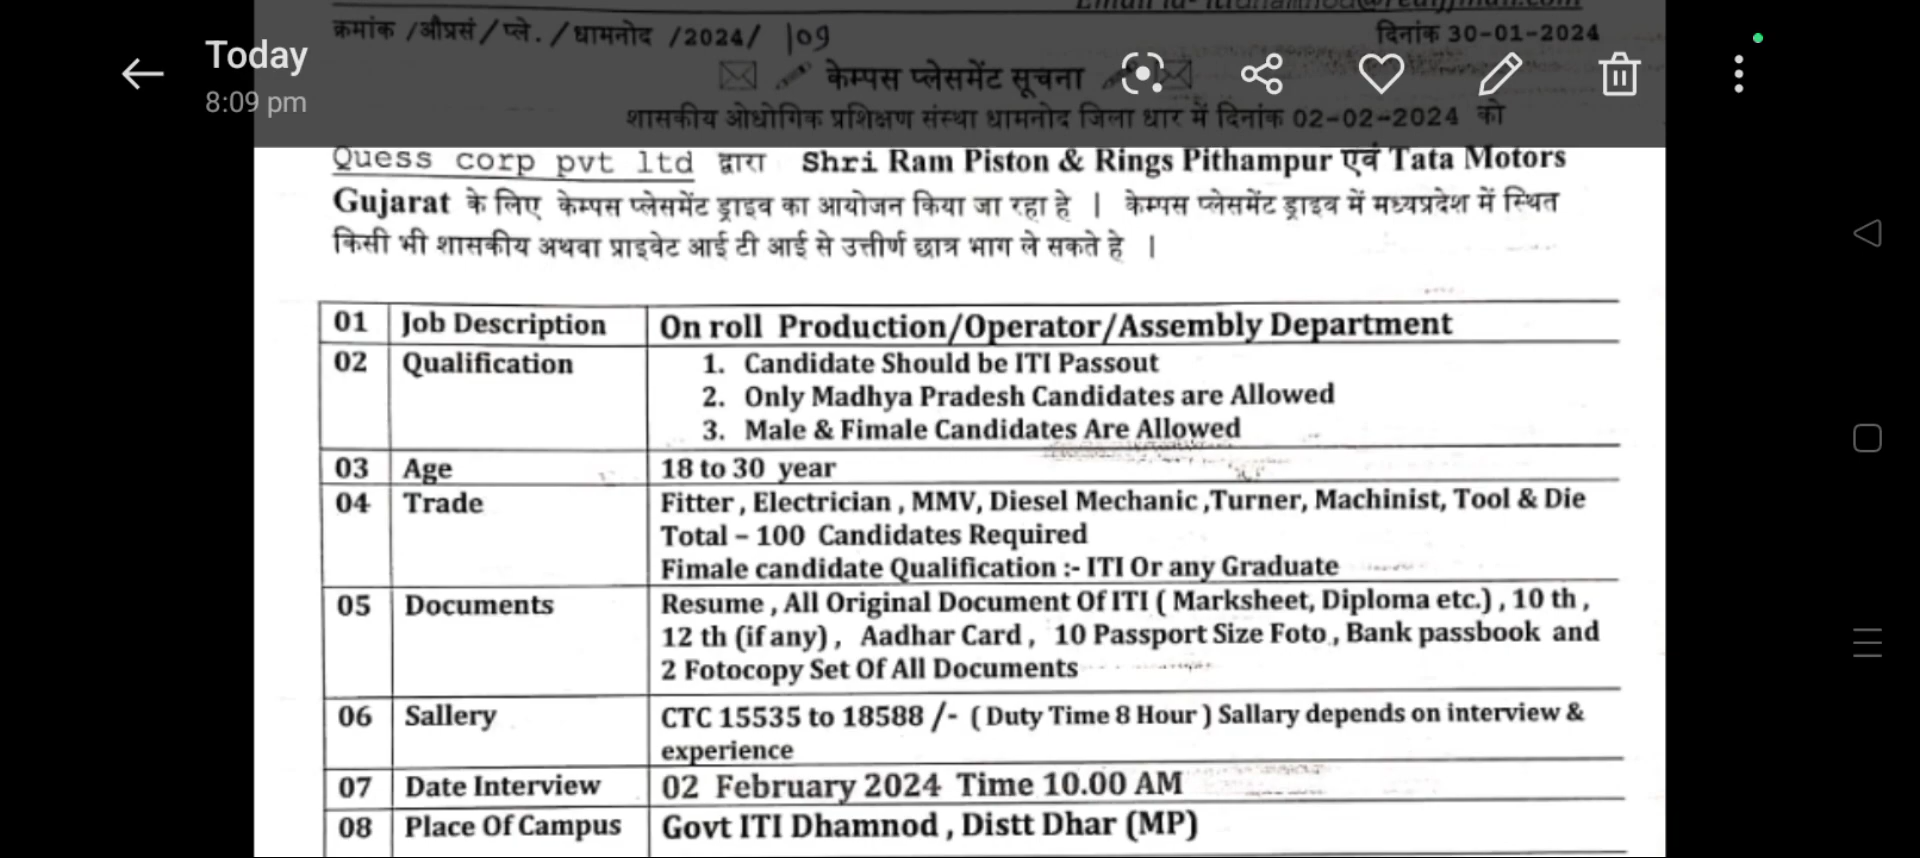 Email id- itidhamnod@rediffmail.com
क्रमांक /औप्रसं/प्ले./धामनोद /2024/ 109
दिनांक 30-01-2024
Today
8:09 pm
केम्पस प्लेसमेंट सूचना
शासकीय ओधोगिक प्रशिक्षण संस्था धामनोद जिला धार में दिनांक 02-02-2024 को
Quess corp pvt ltd द्वारा Shri Ram Piston & Rings Pithampur एवं Tata Motors
Gujarat के लिए केम्पस प्लेसमेंट ड्राइव का आयोजन किया जा रहा हे | केम्पस प्लेसमेंट ड्राइव में मध्यप्रदेश में स्थित
किसी भी शासकीय अथवा प्राइवेट आई टी आई से उत्तीर्ण छात्र भाग ले सकते हे |
01 Job Description On roll Production/Operator/Assembly Department
02 Qualification 1. Candidate Should be ITI Passout
2. Only Madhya Pradesh Candidates are Allowed
3. Male & Fimale Candidates Are Allowed
03 Age 18 to 30 year
04 Trade Fitter , Electrician , MMV, Diesel Mechanic ,Turner, Machinist, Tool & Die
Total – 100 Candidates Required
Fimale candidate Qualification :- ITI Or any Graduate
05 Documents Resume , All Original Document Of ITI ( Marksheet, Diploma etc.) , 10 th ,
12 th (if any) , Aadhar Card , 10 Passport Size Foto , Bank passbook and
2 Fotocopy Set Of All Documents
06 Sallery CTC 15535 to 18588 /- ( Duty Time 8 Hour ) Sallary depends on interview &
experience
07 Date Interview 02 February 2024 Time 10.00 AM
08 Place Of Campus Govt ITI Dhamnod , Distt Dhar (MP)